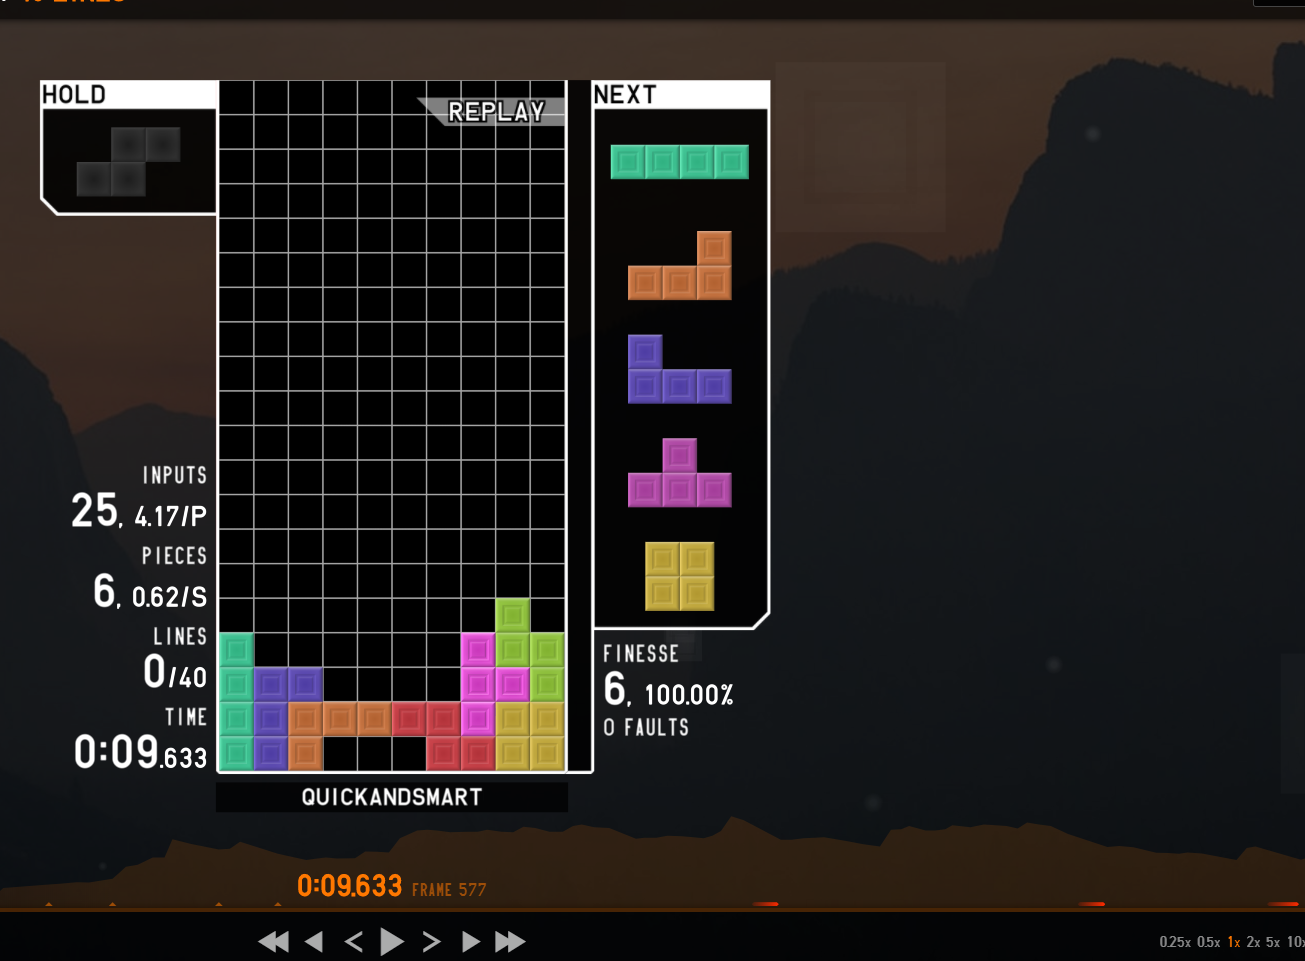 HOLD
REPLAY
NEXT
INPUTS
25, 4.17/P
PIECES
6, 0.62/S
LINES
0/40
TIME
0:09.633
FINESSE
6, 100.00%
0 FAULTS
QUICKANDSMART
0:09.633 FRAME 577
0.25x 0.5x 1x 2x 5x 10x